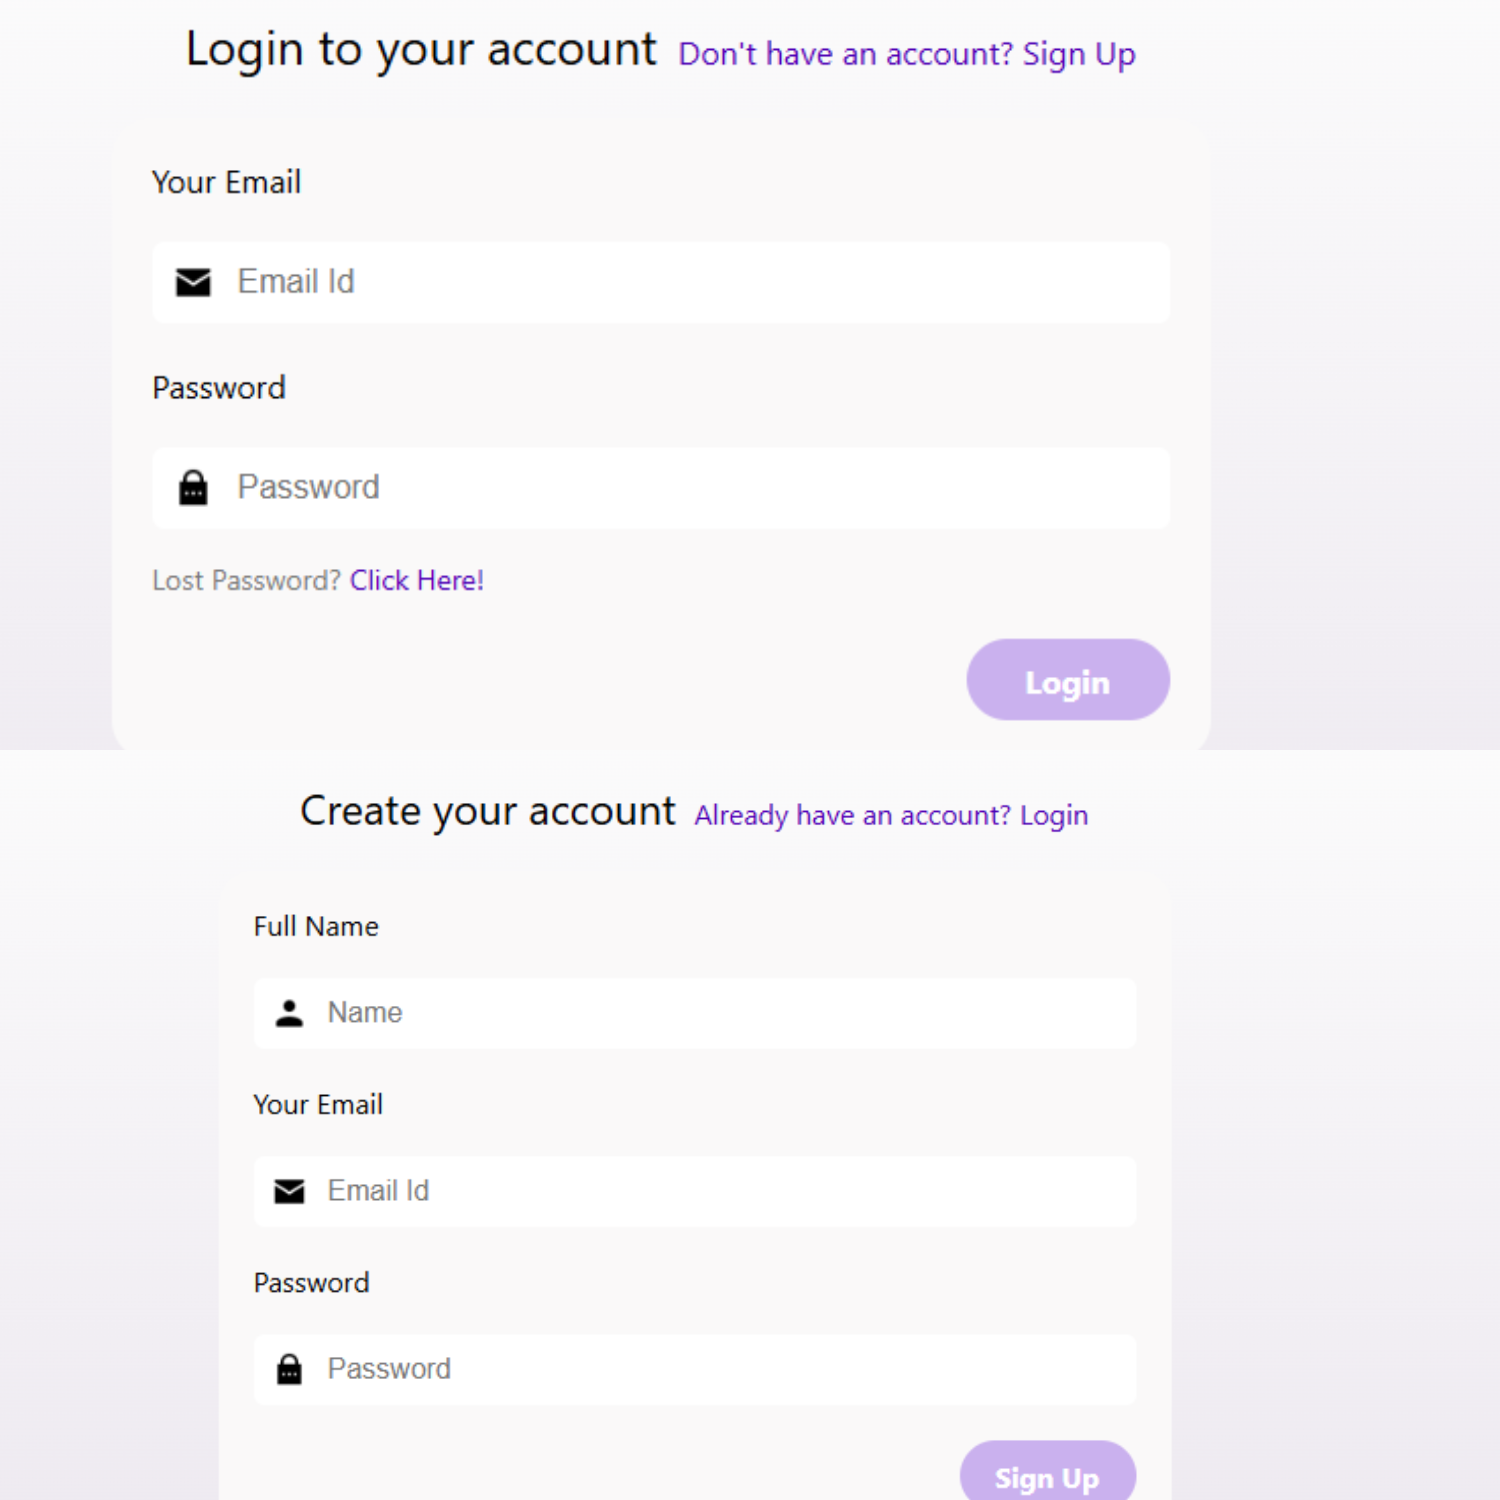 Login to your account Don't have an account? Sign Up
Your Email
Email Id
Password
Password
Lost Password? Click Here!
Login
Create your account Already have an account? Login
Full Name
Name
Your Email
Email Id
Password
Password
Sign Up